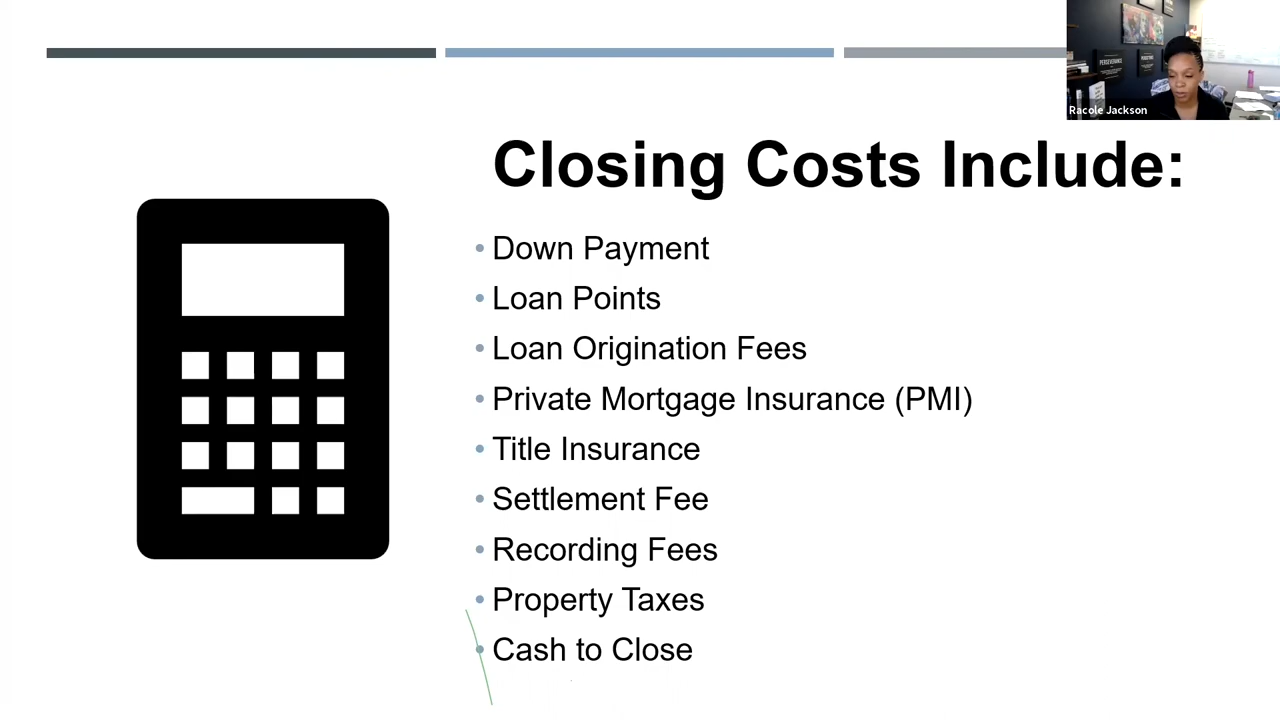 Racole Jackson
PERSEVERANCE
Closing Costs Include:
• Down Payment
• Loan Points
• Loan Origination Fees
• Private Mortgage Insurance (PMI)
• Title Insurance
• Settlement Fee
• Recording Fees
• Property Taxes
• Cash to Close